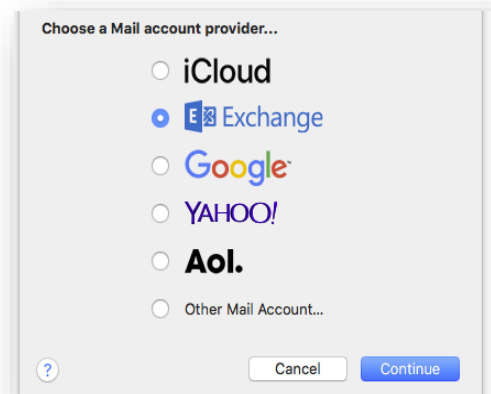 Choose a Mail account provider...
iCloud
E Exchange
Google
YAHOO!
Aol.
Other Mail Account...
? Cancel Continue